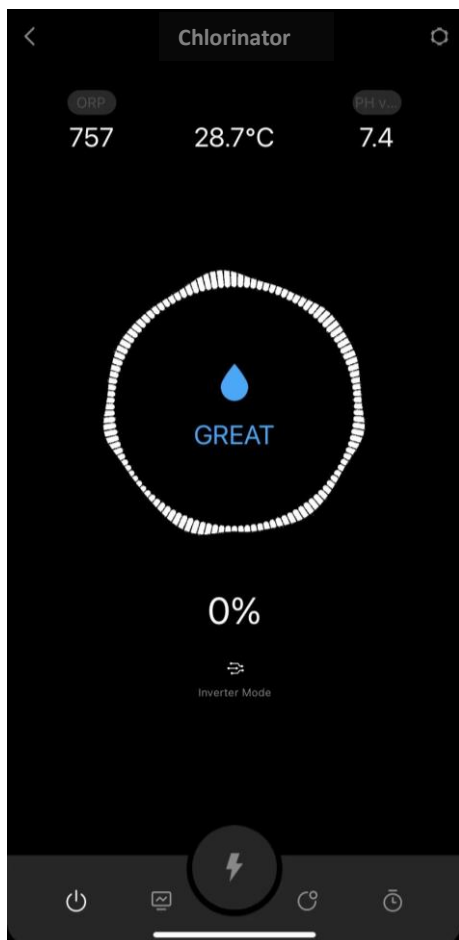 Chlorinator
ORP
PH v...
757
28.7°C
7.4
GREAT
0%
Inverter Mode